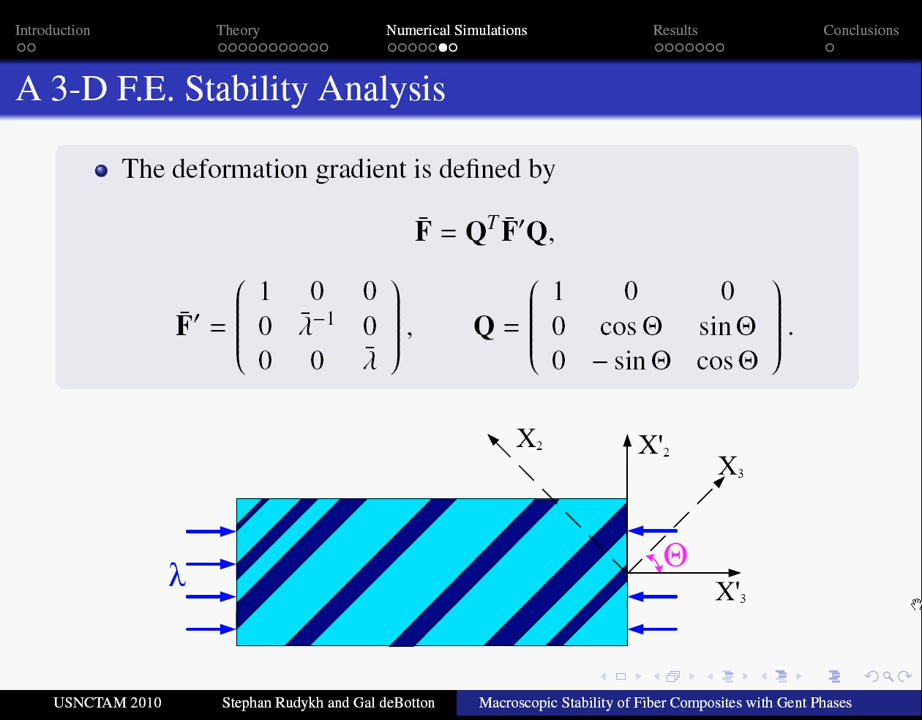 Introduction Theory Numerical Simulations Results Conclusions
A 3-D F.E. Stability Analysis
The deformation gradient is defined by
F̄ = Qᵀ F̄′ Q,
F̄′ = ( 1 0 0
0 λ̄⁻¹ 0
0 0 λ̄ ),
Q = ( 1 0 0
0 cos Θ sin Θ
0 − sin Θ cos Θ ).
X₂
X'₂
X₃
Θ
λ
X'₃
USNCTAM 2010 Stephan Rudykh and Gal deBotton Macroscopic Stability of Fiber Composites with Gent Phases